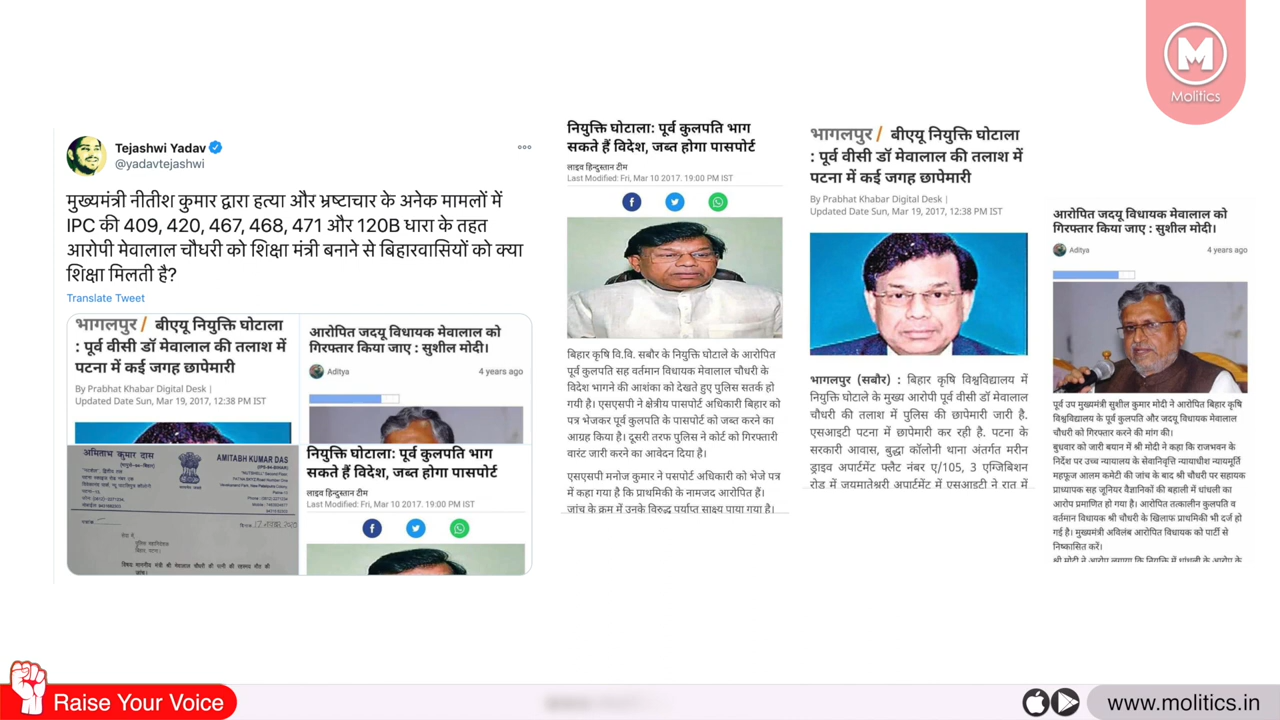 Molitics
Tejashwi Yadav
@yadavtejashwi
मुख्यमंत्री नीतीश कुमार द्वारा हत्या और भ्रष्टाचार के अनेक मामलों में
IPC की 409, 420, 467, 468, 471 और 120B धारा के तहत
आरोपी मेवालाल चौधरी को शिक्षा मंत्री बनाने से बिहारवासियों को क्या
शिक्षा मिलती है?
Translate Tweet
भागलपुर / बीएयू नियुक्ति घोटाला
: पूर्व वीसी डॉ मेवालाल की तलाश में
पटना में कई जगह छापेमारी
By Prabhat Khabar Digital Desk |
Updated Date Sun, Mar 19, 2017, 12:38 PM IST
आरोपित जदयू विधायक मेवालाल को
गिरफ्तार किया जाए : सुशील मोदी।
Aditya 4 years ago
अमिताभ कुमार दास
AMITABH KUMAR DAS
नियुक्ति घोटाला: पूर्व कुलपति भाग
सकते हैं विदेश, जब्त होगा पासपोर्ट
लाइव हिन्दुस्तान टीम
Last Modified: Fri, Mar 10 2017. 19:00 PM IST
नियुक्ति घोटाला: पूर्व कुलपति भाग
सकते हैं विदेश, जब्त होगा पासपोर्ट
लाइव हिन्दुस्तान टीम
Last Modified: Fri, Mar 10 2017. 19:00 PM IST
बिहार कृषि वि.वि. सबौर के नियुक्ति घोटाले के आरोपित
पूर्व कुलपति सह वर्तमान विधायक मेवालाल चौधरी के
विदेश भागने की आशंका को देखते हुए पुलिस सतर्क हो
गयी है। एसएसपी ने क्षेत्रीय पासपोर्ट अधिकारी बिहार को
पत्र भेजकर पूर्व कुलपति के पासपोर्ट को जब्त करने का
आग्रह किया है। दूसरी तरफ पुलिस ने कोर्ट को गिरफ्तारी
वारंट जारी करने का आवेदन दिया है।
एसएसपी मनोज कुमार ने पसपोर्ट अधिकारी को भेजे पत्र
में कहा गया है कि प्राथमिकी के नामजद आरोपित हैं।
जांच के क्रम में उनके विरुद्ध पर्याप्त साक्ष्य पाया गया है।
भागलपुर / बीएयू नियुक्ति घोटाला
: पूर्व वीसी डॉ मेवालाल की तलाश में
पटना में कई जगह छापेमारी
By Prabhat Khabar Digital Desk |
Updated Date Sun, Mar 19, 2017, 12:38 PM IST
भागलपुर (सबौर) : बिहार कृषि विश्वविद्यालय में
नियुक्ति घोटाले के मुख्य आरोपी पूर्व वीसी डॉ मेवालाल
चौधरी की तलाश में पुलिस की छापेमारी जारी है.
एसआईटी पटना में छापेमारी कर रही है. पटना के
सरकारी आवास, बुद्धा कॉलोनी थाना अंतर्गत मरीन
ड्राइव अपार्टमेंट फ्लैट नंबर ए/105, 3 एग्जिबिशन
रोड में जयमातेश्वरी अपार्टमेंट में एसआईटी ने रात में
आरोपित जदयू विधायक मेवालाल को
गिरफ्तार किया जाए : सुशील मोदी।
Aditya 4 years ago
पूर्व उप मुख्यमंत्री सुशील कुमार मोदी ने आरोपित बिहार कृषि
विश्वविद्यालय के पूर्व कुलपति और जदयू विधायक मेवालाल
चौधरी को गिरफ्तार करने की मांग की।
बुधवार को जारी बयान में श्री मोदी ने कहा कि राजभवन के
निर्देश पर उच्च न्यायालय के सेवानिवृत्ति न्यायाधीश न्यायमूर्ति
महफूज आलम कमेटी की जांच के बाद श्री चौधरी पर सहायक
प्राध्यापक सह जूनियर वैज्ञानिकों की बहाली में धांधली का
आरोप प्रमाणित हो गया है। आरोपित तत्कालीन कुलपति व
वर्तमान विधायक श्री चौधरी के खिलाफ प्राथमिकी भी दर्ज हो
गई है। मुख्यमंत्री अविलंब आरोपित विधायक को पार्टी से
निष्कासित करें।
श्री मोदी ने आरोप लगाया कि नियुक्ति में धांधली के आरोप के
Raise Your Voice
www.molitics.in